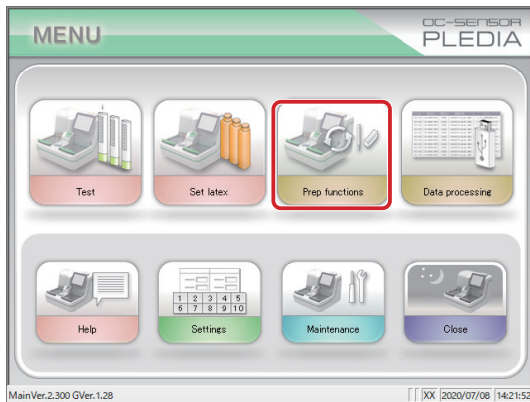 MENU
OC-SENSOR
PLEDIA
Test
Set latex
Prep functions
Data processing
Help
1 2 3 4 5
6 7 8 9 10
Settings
Maintenance
Close
MainVer.2.300 GVer.1.28
XX 2020/07/08 14:21:52